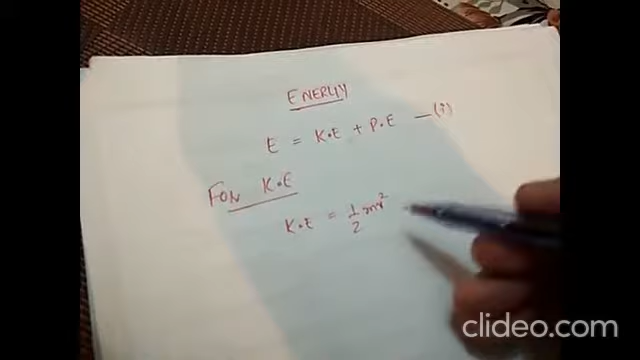 ENERGY
E = K.E + P.E —(i)
FOR K.E
K.E = 1/2 mv²
clideo.com